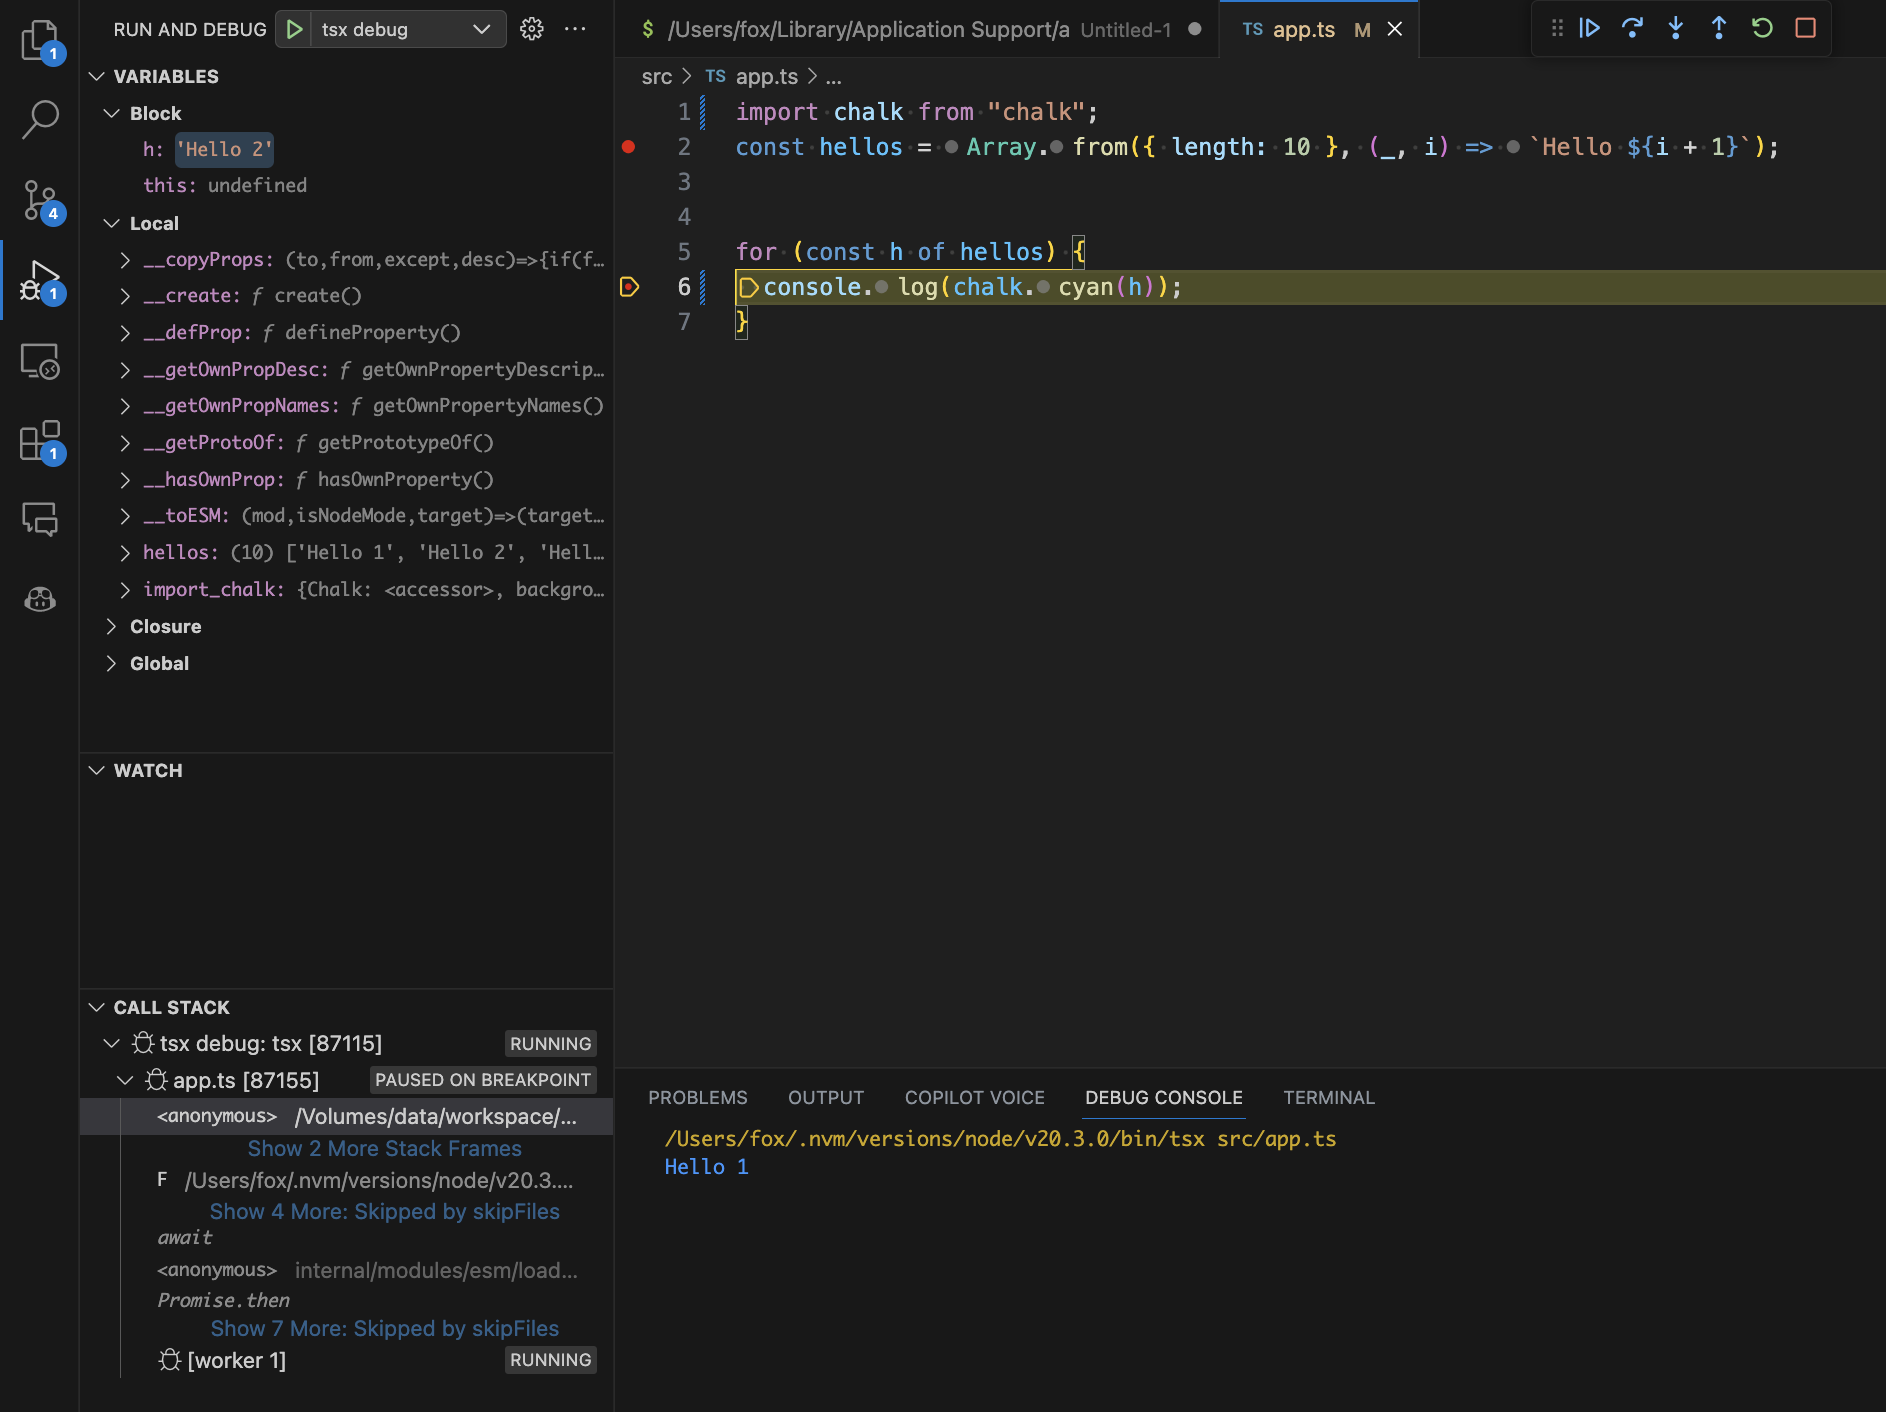 RUN AND DEBUG tsx debug
VARIABLES
Block
h: 'Hello 2'
this: undefined
Local
__copyProps: (to,from,except,desc)=>{if(f…
__create: ƒ create()
__defProp: ƒ defineProperty()
__getOwnPropDesc: ƒ getOwnPropertyDescrip…
__getOwnPropNames: ƒ getOwnPropertyNames()
__getProtoOf: ƒ getPrototypeOf()
__hasOwnProp: ƒ hasOwnProperty()
__toESM: (mod,isNodeMode,target)=>(target…
hellos: (10) ['Hello 1', 'Hello 2', 'Hell…
import_chalk: {Chalk: <accessor>, backgro…
Closure
Global
WATCH
CALL STACK
tsx debug: tsx [87115] RUNNING
app.ts [87155] PAUSED ON BREAKPOINT
<anonymous> /Volumes/data/workspace/...
Show 2 More Stack Frames
F /Users/fox/.nvm/versions/node/v20.3....
Show 4 More: Skipped by skipFiles
await
<anonymous> internal/modules/esm/load...
Promise.then
Show 7 More: Skipped by skipFiles
[worker 1] RUNNING
1
4
1
1
$ /Users/fox/Library/Application Support/a Untitled-1
TS app.ts M
src > TS app.ts > ...
1 import chalk from "chalk";
2 const hellos = Array.from({ length: 10 }, (_, i) => `Hello ${i + 1}`);
3
4
5 for (const h of hellos) {
6 console.log(chalk.cyan(h));
7 }
PROBLEMS OUTPUT COPILOT VOICE DEBUG CONSOLE TERMINAL
/Users/fox/.nvm/versions/node/v20.3.0/bin/tsx src/app.ts
Hello 1